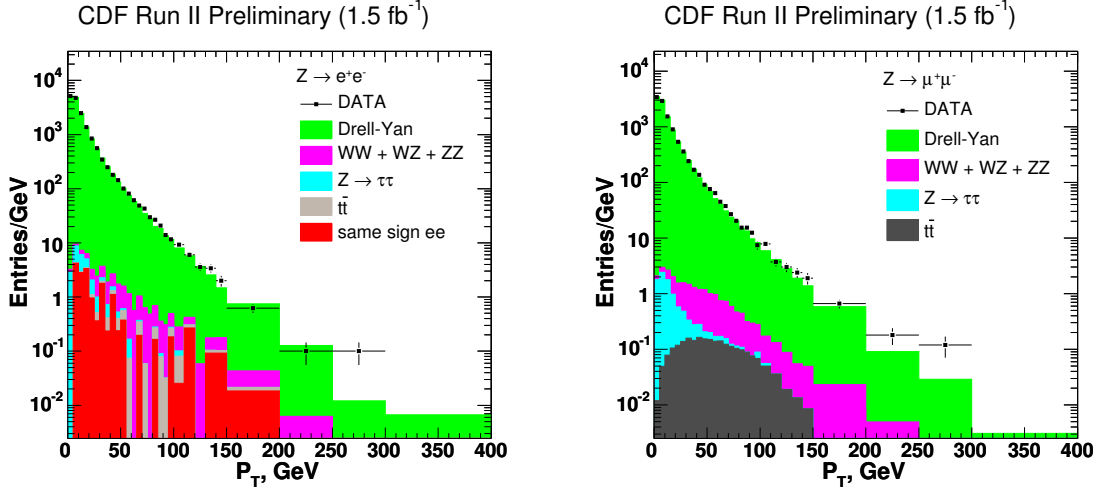 CDF Run II Preliminary (1.5 fb⁻¹)
Entries/GeV
10⁴
10³
10²
10
1
10⁻¹
10⁻²
Z → e⁺e⁻
DATA
Drell-Yan
WW + WZ + ZZ
Z → ττ
tt̄
same sign ee
0 50 100 150 200 250 300 350 400
P_T, GeV
CDF Run II Preliminary (1.5 fb⁻¹)
Entries/GeV
10⁴
10³
10²
10
1
10⁻¹
10⁻²
Z → μ⁺μ⁻
DATA
Drell-Yan
WW + WZ + ZZ
Z → ττ
tt̄
0 50 100 150 200 250 300 350 400
P_T, GeV